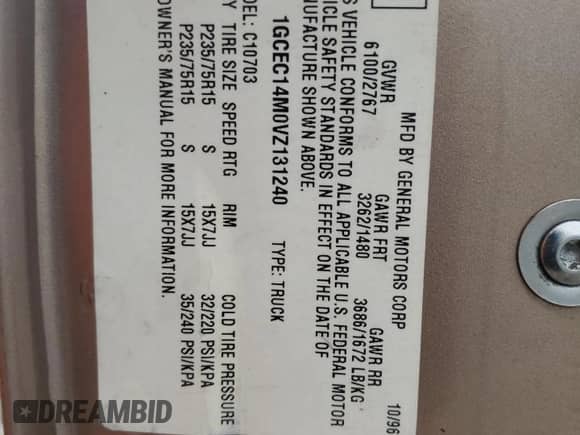 MFD BY GENERAL MOTORS CORP 10/96
GVWR GAWR FRT GAWR RR
6100/2767 3262/1480 3686/1672 LB/KG
S VEHICLE CONFORMS TO ALL APPLICABLE U.S. FEDERAL MOTOR
ICLE SAFETY STANDARDS IN EFFECT ON THE DATE OF
NUFACTURE SHOWN ABOVE.
1GCEC14M0VZ131240 TYPE: TRUCK
DEL: C10703
Y TIRE SIZE SPEED RTG RIM COLD TIRE PRESSURE
P235/75R15 S 15X7JJ 32/220 PSI/KPA
P235/75R15 S 15X7JJ 35/240 PSI/KPA
OWNER'S MANUAL FOR MORE INFORMATION.
DREAMBID